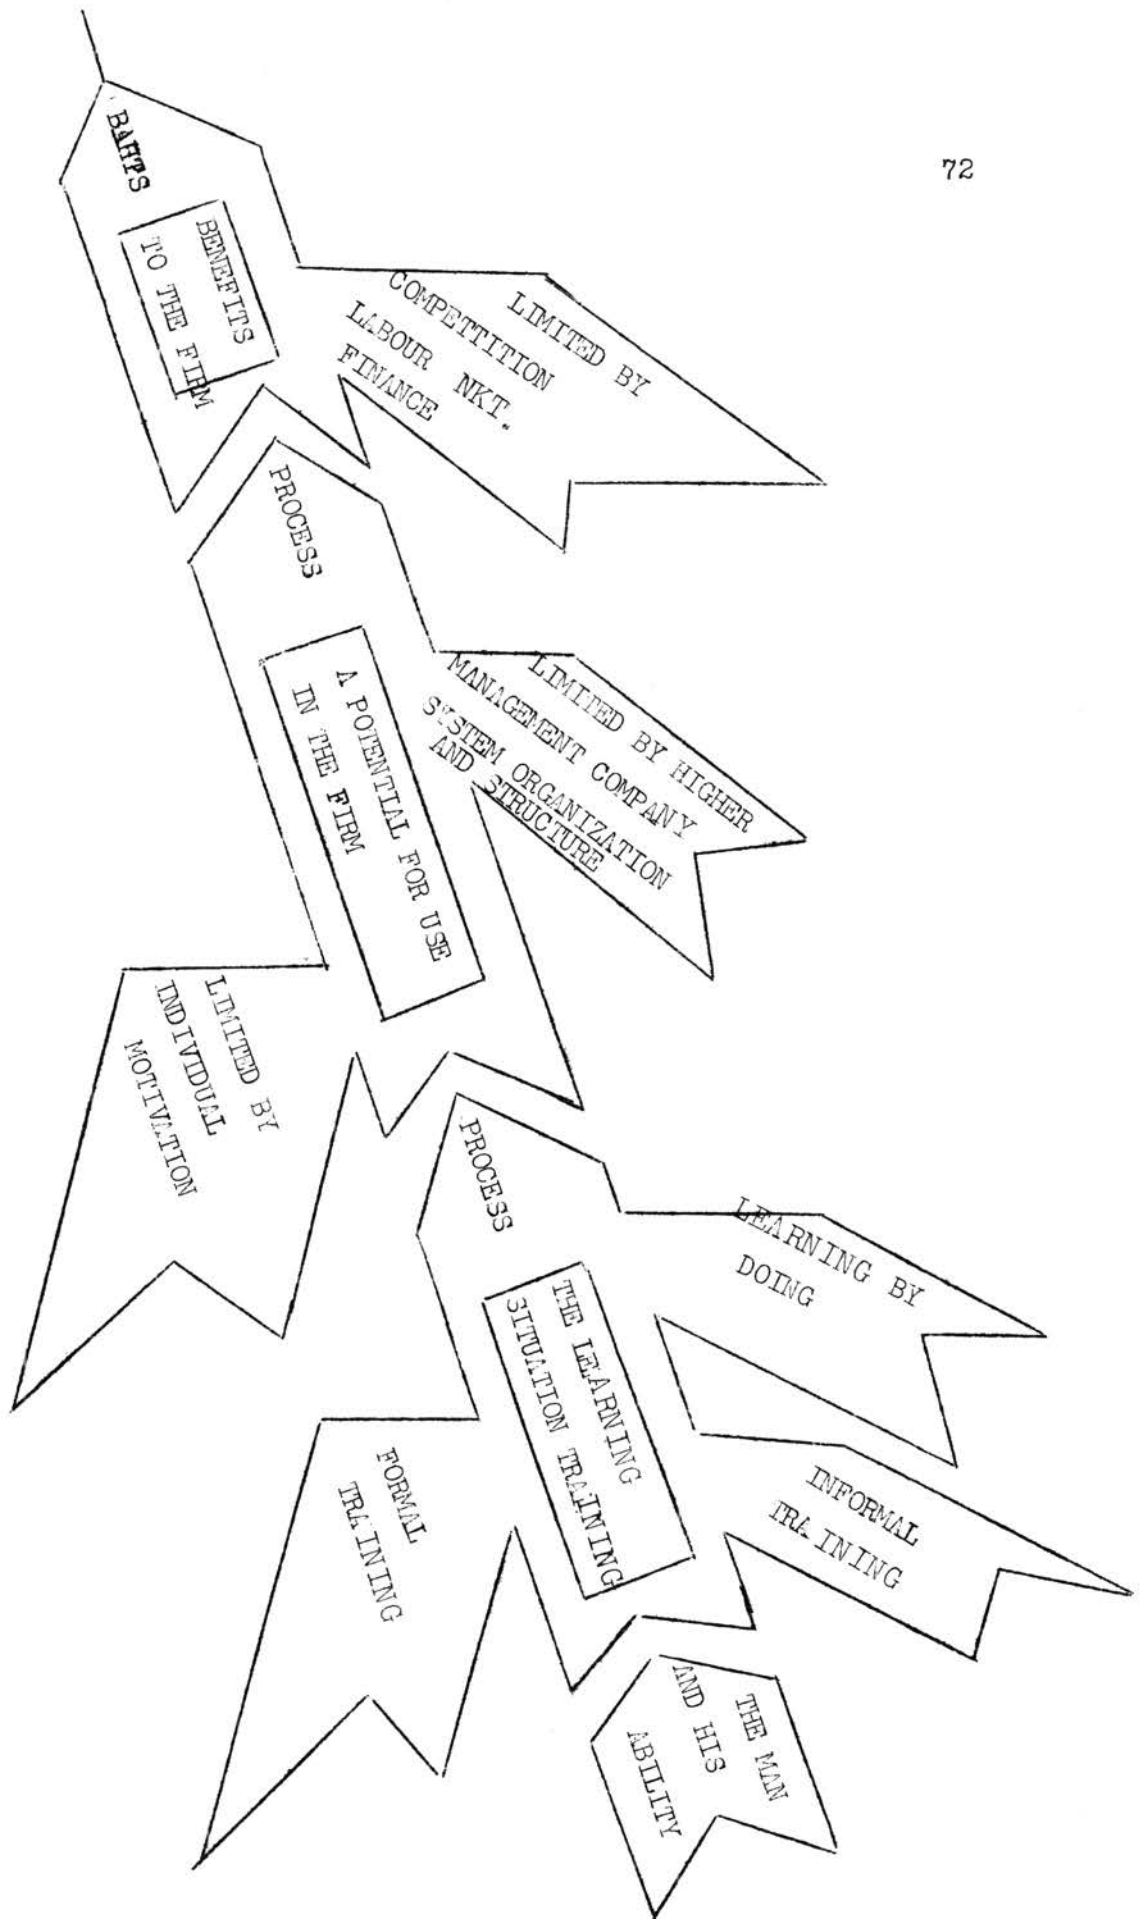 72
BAHTS
BENEFITS
TO THE FIRM
LIMITED BY
COMPETTITION
LABOUR NKT.
FINANCE
PROCESS
A POTENTIAL FOR USE
IN THE FIRM
LIMITED BY HIGHER
MANAGEMENT COMPANY
SYSTEM ORGANIZATION
AND STRUCTURE
LIMITED BY
INDIVIDUAL
MOTIVATION
PROCESS
THE LEARNING
SITUATION TRAINING
LEARNING BY
DOING
INFORMAL
TRAINING
FORMAL
TRAINING
THE MAN
AND HIS
ABILITY